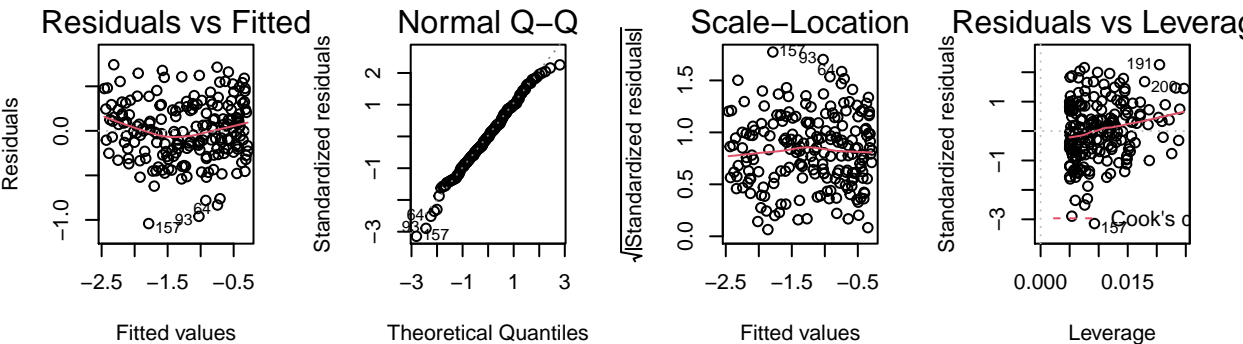 Residuals vs Fitted
Residuals
0.0
−1.0
157
93
64
−2.5
−1.5
−0.5
Fitted values
Normal Q−Q
Standardized residuals
2
1
−1
−3
64
93
157
−3
−1
1
3
Theoretical Quantiles
Scale−Location
√|Standardized residuals|
1.5
1.0
0.5
0.0
157
93
64
−2.5
−1.5
−0.5
Fitted values
Residuals vs Leverag
Standardized residuals
1
−1
−3
191
200
157
Cook's d
0.000
0.015
Leverage